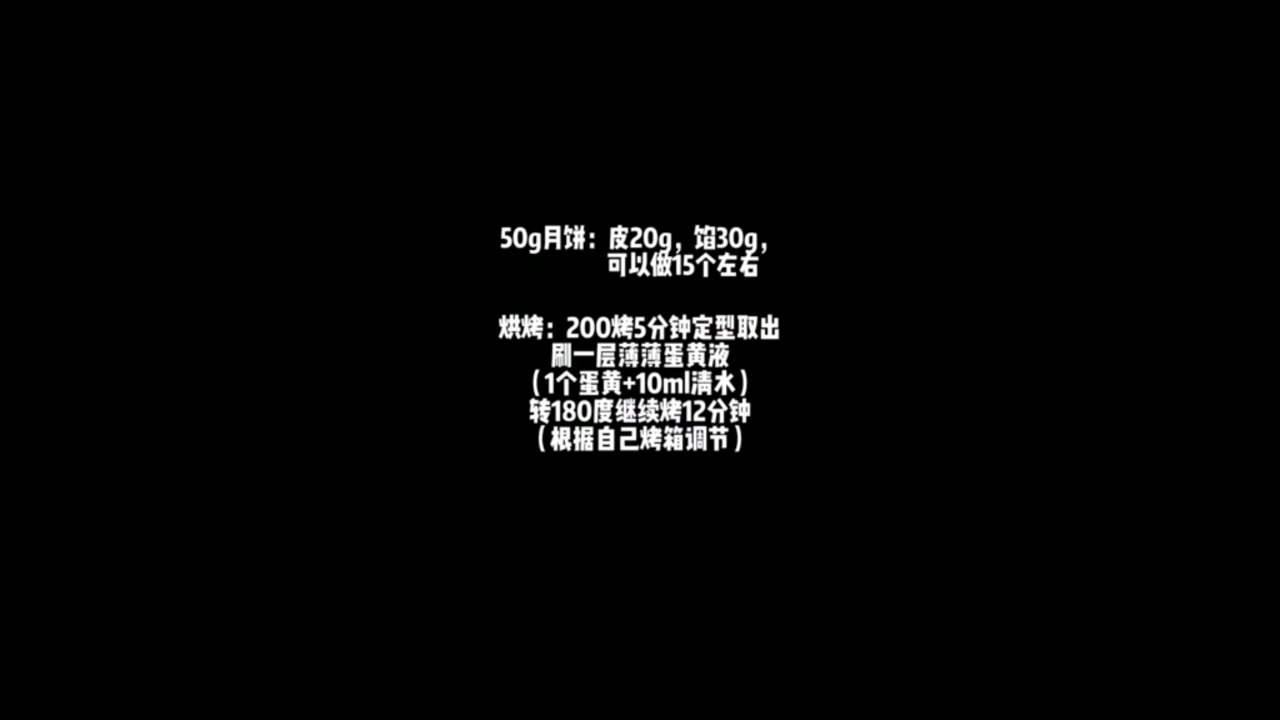 50g月饼：皮20g，馅30g，
可以做15个左右
烘烤：200烤5分钟定型取出
刷一层薄薄蛋黄液
（1个蛋黄+10ml清水）
转180度继续烤12分钟
（根据自己烤箱调节）